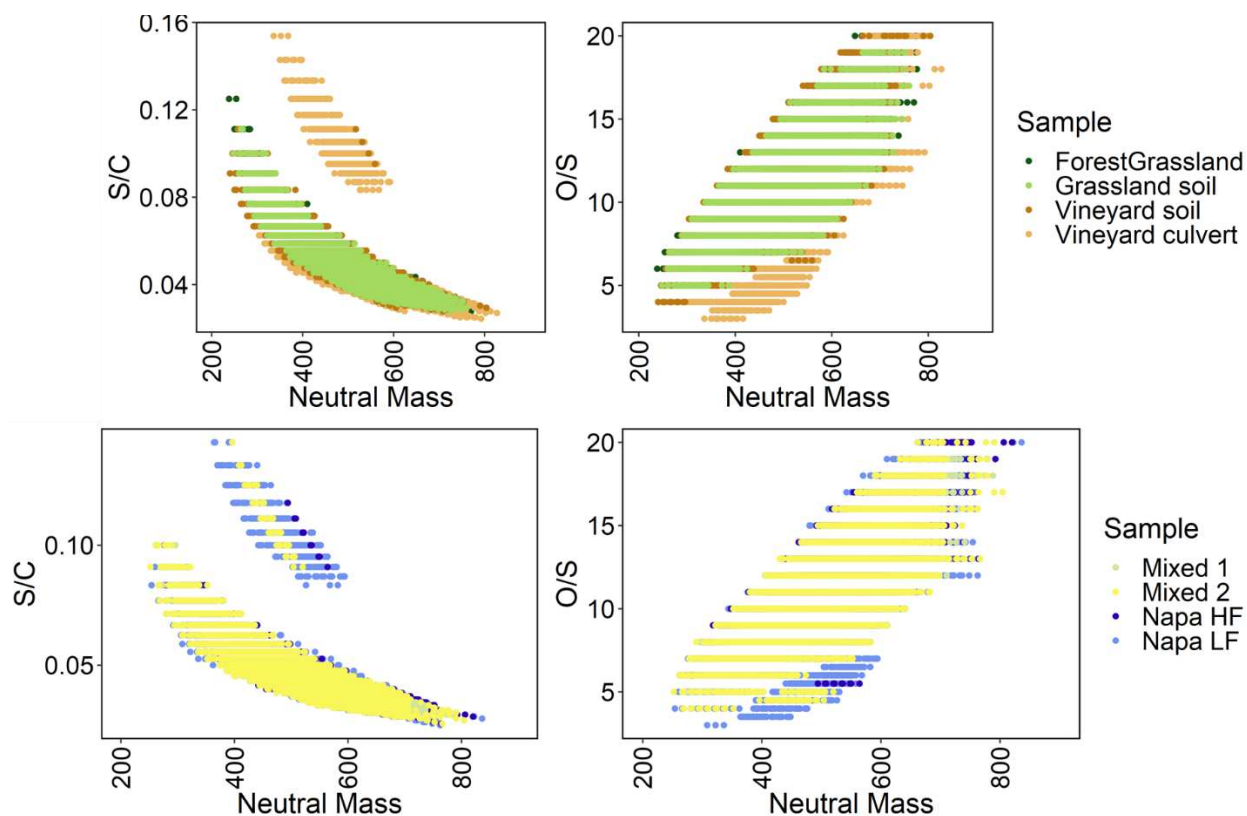 0.16
0.12
0.08
0.04
S/C
200
400
600
800
Neutral Mass
20
15
10
5
O/S
200
400
600
800
Neutral Mass
Sample
ForestGrassland
Grassland soil
Vineyard soil
Vineyard culvert
0.10
0.05
S/C
200
400
600
800
Neutral Mass
20
15
10
5
O/S
200
400
600
800
Neutral Mass
Sample
Mixed 1
Mixed 2
Napa HF
Napa LF